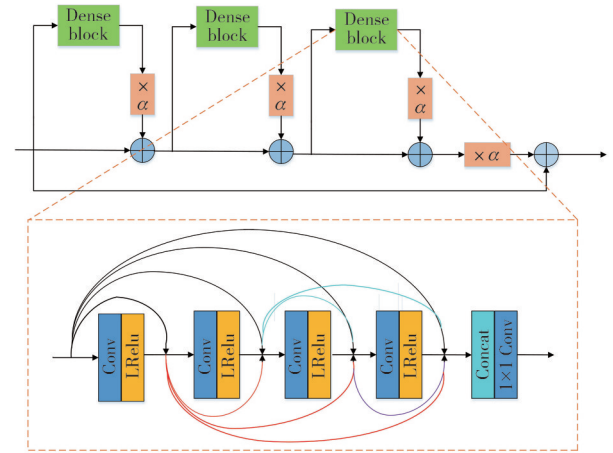 Dense
block
Dense
block
Dense
block
×
α
×
α
×
α
×α
Conv
LRelu
Conv
LRelu
Conv
LRelu
Conv
LRelu
Concat
1×1 Conv